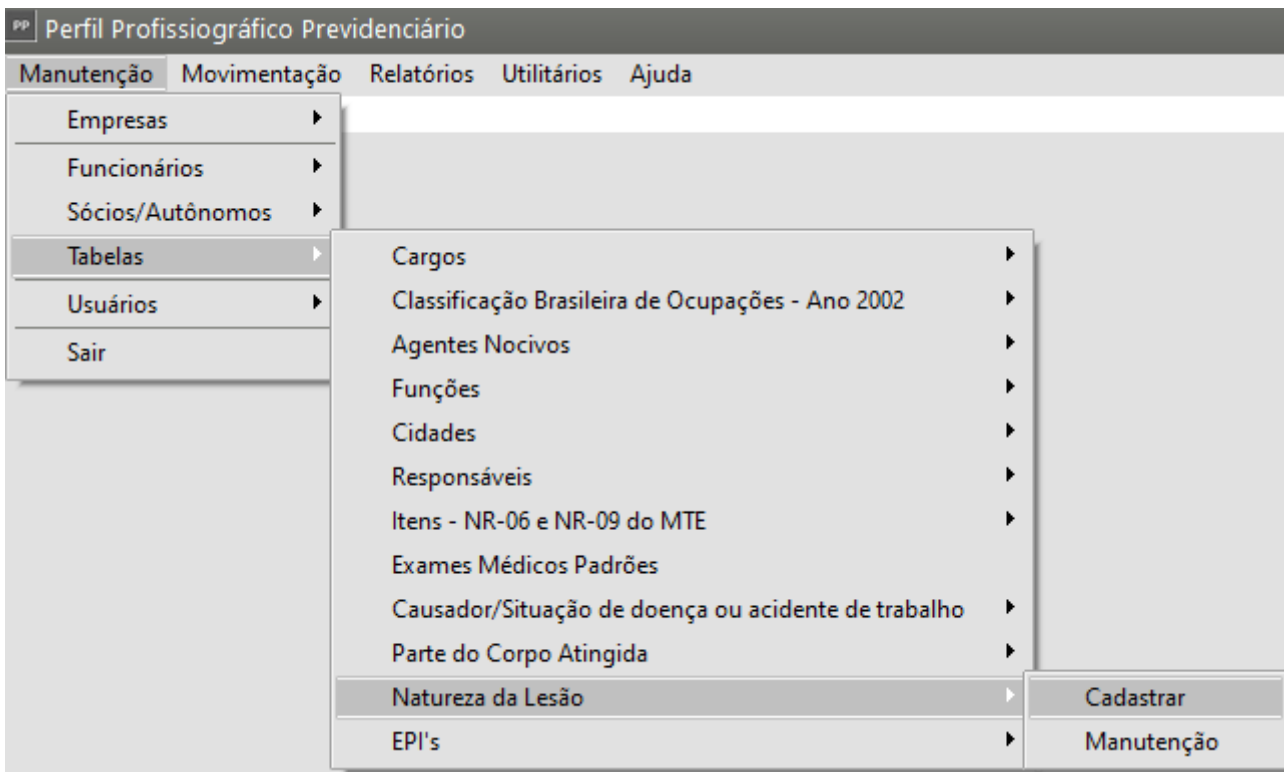 PP Perfil Profissiográfico Previdenciário
Manutenção Movimentação Relatórios Utilitários Ajuda
Empresas
Funcionários
Sócios/Autônomos
Tabelas
Usuários
Sair
Cargos
Classificação Brasileira de Ocupações - Ano 2002
Agentes Nocivos
Funções
Cidades
Responsáveis
Itens - NR-06 e NR-09 do MTE
Exames Médicos Padrões
Causador/Situação de doença ou acidente de trabalho
Parte do Corpo Atingida
Natureza da Lesão
EPI's
Cadastrar
Manutenção